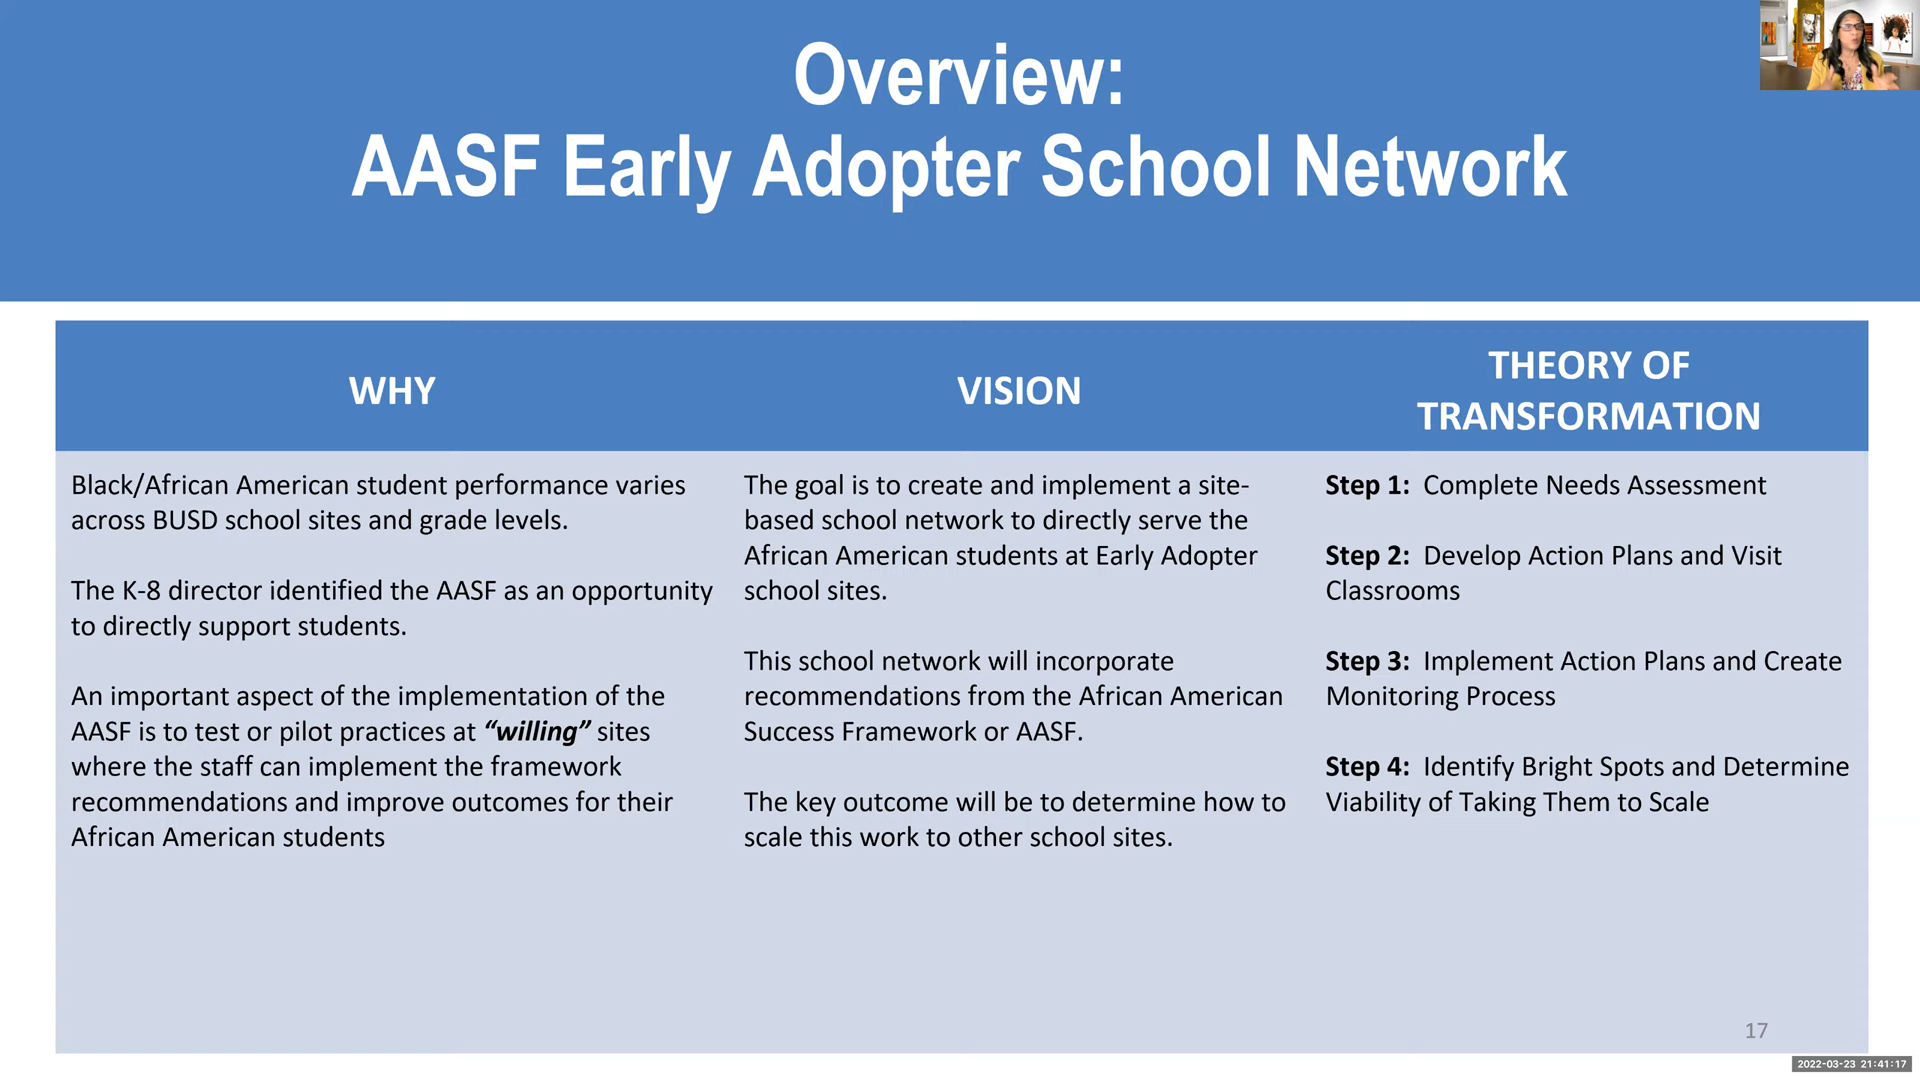 Overview:
AASF Early Adopter School Network
WHY
VISION
THEORY OF
TRANSFORMATION
Black/African American student performance varies
across BUSD school sites and grade levels.
The K-8 director identified the AASF as an opportunity
to directly support students.
An important aspect of the implementation of the
AASF is to test or pilot practices at “willing” sites
where the staff can implement the framework
recommendations and improve outcomes for their
African American students
The goal is to create and implement a site-
based school network to directly serve the
African American students at Early Adopter
school sites.
This school network will incorporate
recommendations from the African American
Success Framework or AASF.
The key outcome will be to determine how to
scale this work to other school sites.
Step 1: Complete Needs Assessment
Step 2: Develop Action Plans and Visit
Classrooms
Step 3: Implement Action Plans and Create
Monitoring Process
Step 4: Identify Bright Spots and Determine
Viability of Taking Them to Scale
17
2022-03-23 21:41:17